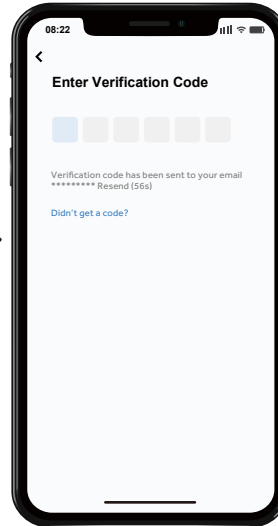 08:22
Enter Verification Code
Verification code has been sent to your email
********* Resend (56s)
Didn't get a code?